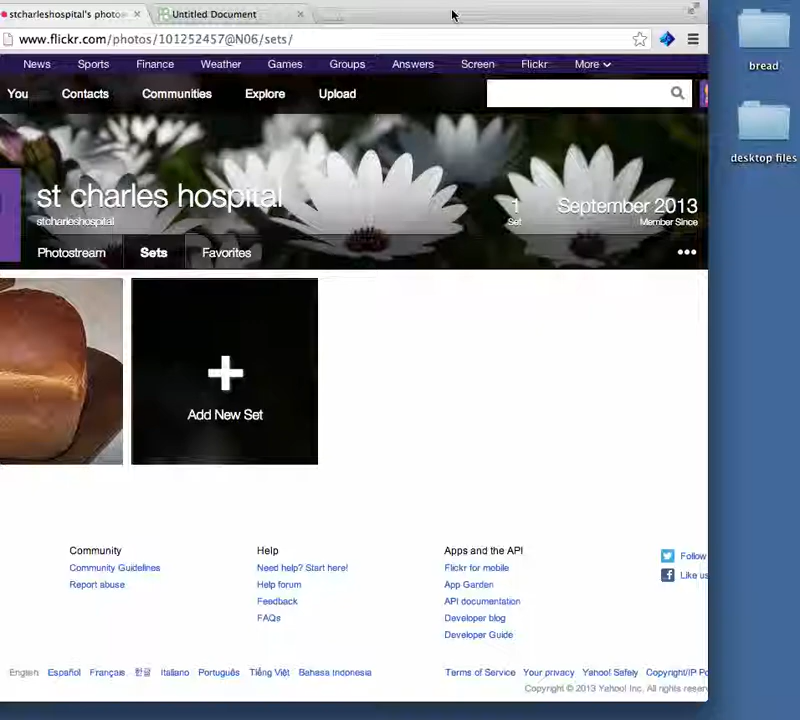 stcharleshospital's photos
Untitled Document
bread
www.flickr.com/photos/101252457@N06/sets/
News Sports Finance Weather Games Groups Answers Screen Flickr More
You Contacts Communities Explore Upload
desktop files
st charles hospital
stcharleshospital
1
Set
September 2013
Member Since
Photostream Sets Favorites
Add New Set
Community
Community Guidelines
Report abuse
Help
Need help? Start here!
Help forum
Feedback
FAQs
Apps and the API
Flickr for mobile
App Garden
API documentation
Developer blog
Developer Guide
Follow
Like us
English Español Français 한글 Italiano Português Tiếng Việt Bahasa Indonesia
Terms of Service Your privacy Yahoo! Safely Copyright/IP Po
Copyright © 2013 Yahoo! Inc. All rights reser